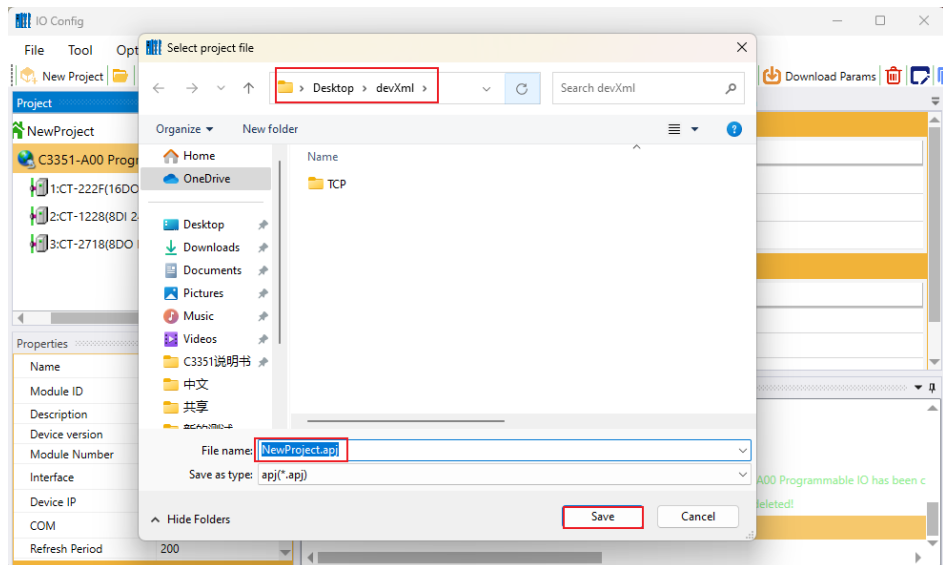 IO Config
File Tool Opt
New Project
Download Params
Project
NewProject
C3351-A00 Progr
1:CT-222F(16DO
2:CT-1228(8DI 2
3:CT-2718(8DO
Properties
Name
Module ID
Description
Device version
Module Number
Interface
Device IP
COM
Refresh Period 200
Select project file
Desktop > devXml >
Search devXml
Organize New folder
Home
OneDrive
Desktop
Downloads
Documents
Pictures
Music
Videos
C3351说明书
中文
共享
新的测试
Name
TCP
File name: NewProject.apj
Save as type: apj(*.apj)
Hide Folders
Save
Cancel
A00 Programmable IO has been c
deleted!